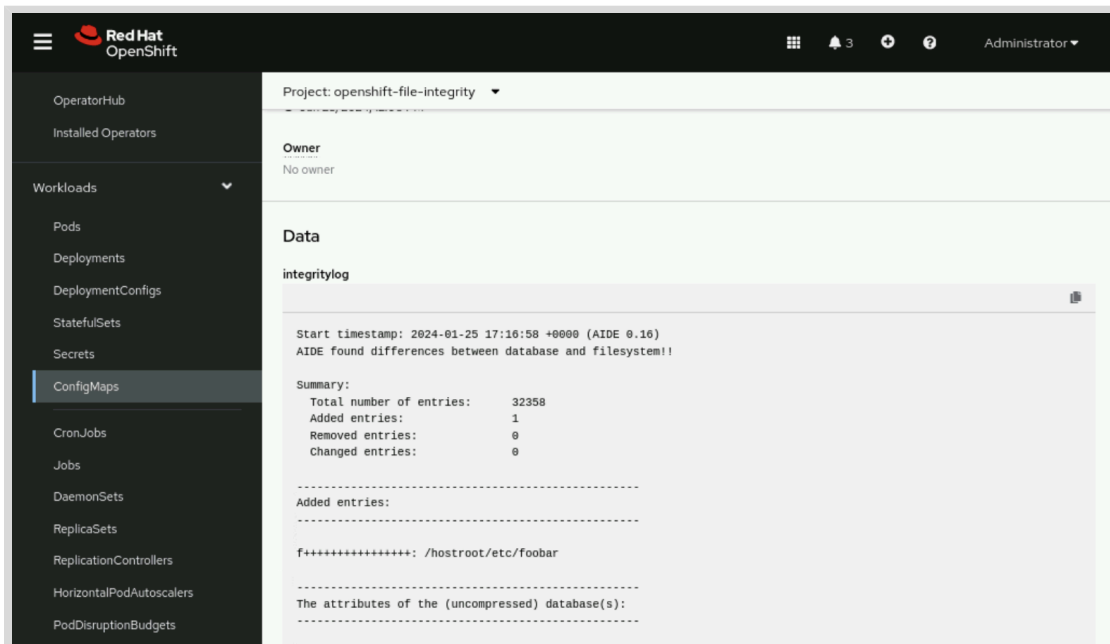 Red Hat
OpenShift
3
Administrator
OperatorHub
Installed Operators
Workloads
Pods
Deployments
DeploymentConfigs
StatefulSets
Secrets
ConfigMaps
CronJobs
Jobs
DaemonSets
ReplicaSets
ReplicationControllers
HorizontalPodAutoscalers
PodDisruptionBudgets
Project: openshift-file-integrity
Owner
No owner
Data
integritylog
Start timestamp: 2024-01-25 17:16:58 +0000 (AIDE 0.16)
AIDE found differences between database and filesystem!!
Summary:
Total number of entries: 32358
Added entries: 1
Removed entries: 0
Changed entries: 0
---------------------------------------------------
Added entries:
---------------------------------------------------
f++++++++++++++++: /hostroot/etc/foobar
---------------------------------------------------
The attributes of the (uncompressed) database(s):
---------------------------------------------------